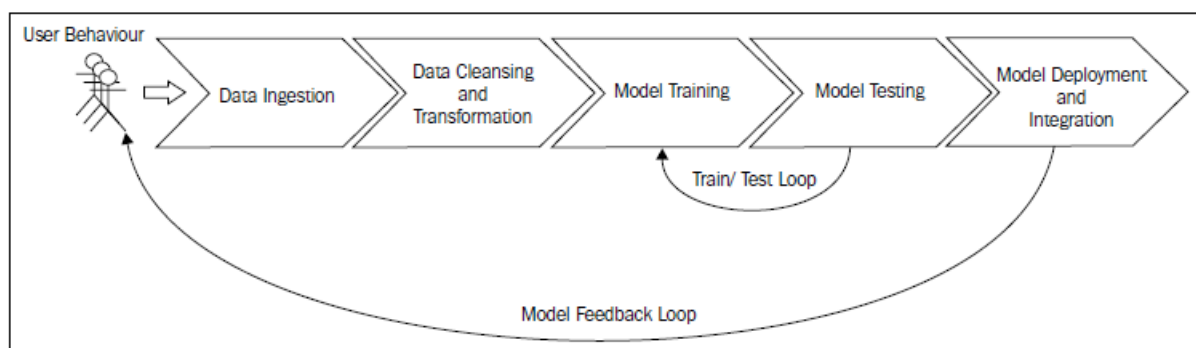 User Behaviour
Data Ingestion
Data Cleansing
and
Transformation
Model Training
Model Testing
Model Deployment
and
Integration
Train/ Test Loop
Model Feedback Loop